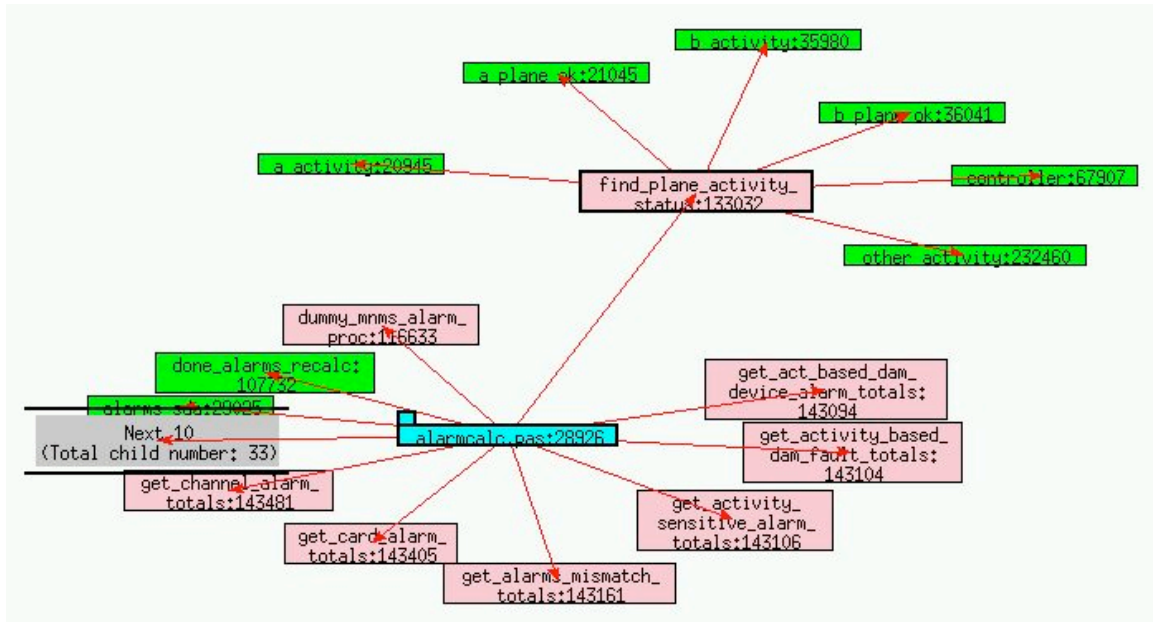 b_activity:35980
a_plane_ok:21045
b_plane_ok:36041
a_activity:20945
controller:67907
find_plane_activity_
status:133032
other_activity:232460
dummy_mnms_alarm_
proc:116633
done_alarms_recalc:
107732
get_act_based_dam_
device_alarm_totals:
143094
alarms_sda:29025
Next 10
(Total child number: 33)
alarmcalc.pas:28926
get_activity_based_
dam_fault_totals:
143104
get_channel_alarm_
totals:143481
get_activity_
sensitive_alarm_
totals:143106
get_card_alarm_
totals:143405
get_alarms_mismatch_
totals:143161